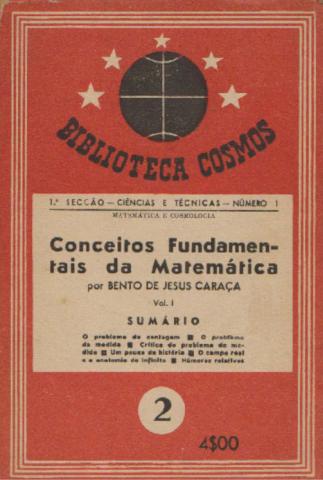 BIBLIOTECA COSMOS
1.ª SECÇÃO — CIÊNCIAS E TÉCNICAS — NÚMERO 1
MATEMÁTICA E COSMOLOGIA
Conceitos Fundamen-
tais da Matemática
por BENTO DE JESUS CARAÇA
Vol. I
SUMÁRIO
O problema da contagem ■ O problema
da medida ■ Crítica do problema da me-
dida ■ Um pouco de história ■ O campo real
e a anatomia do infinito ■ Números relativos
2
4$00